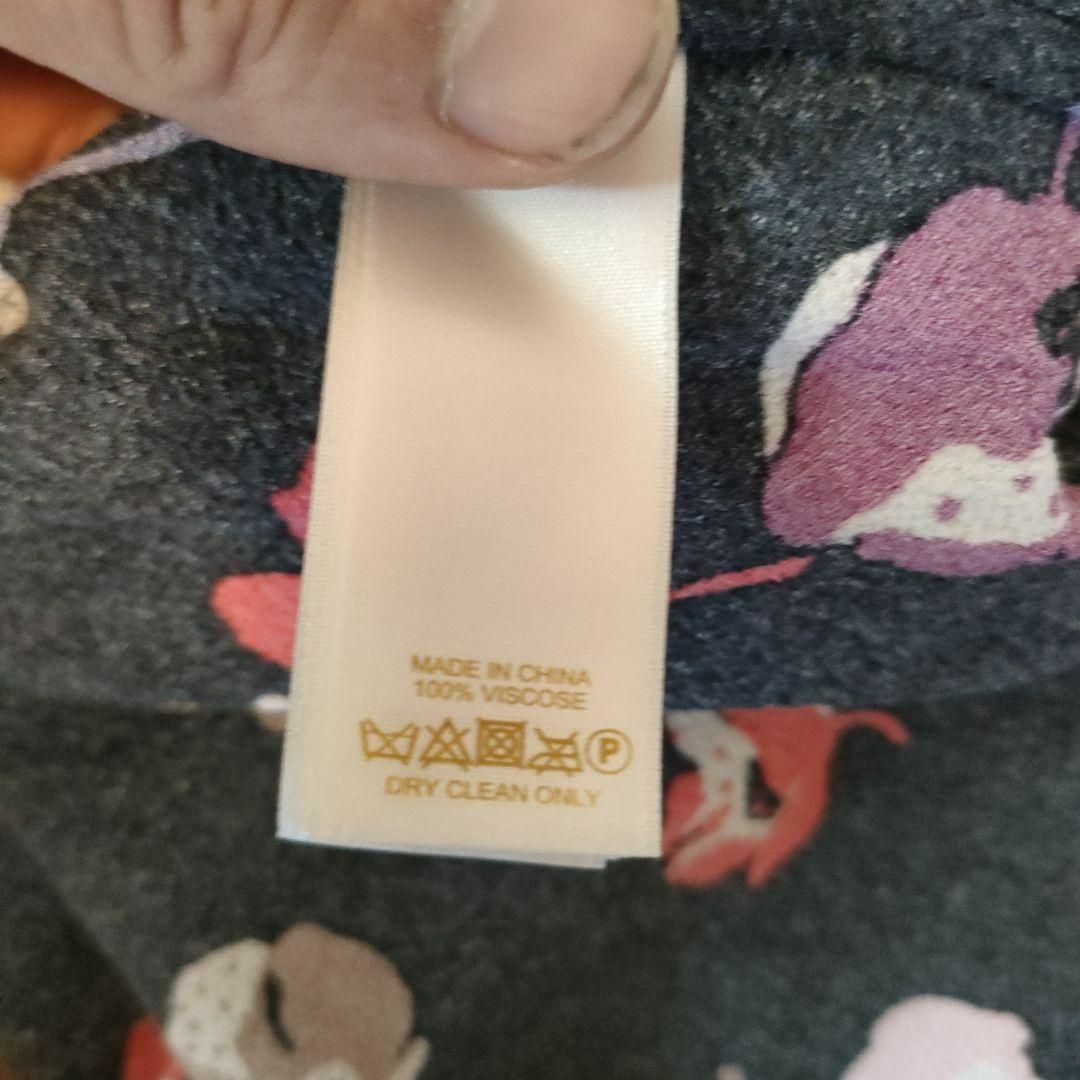 MADE IN CHINA
100% VISCOSE
P
DRY CLEAN ONLY